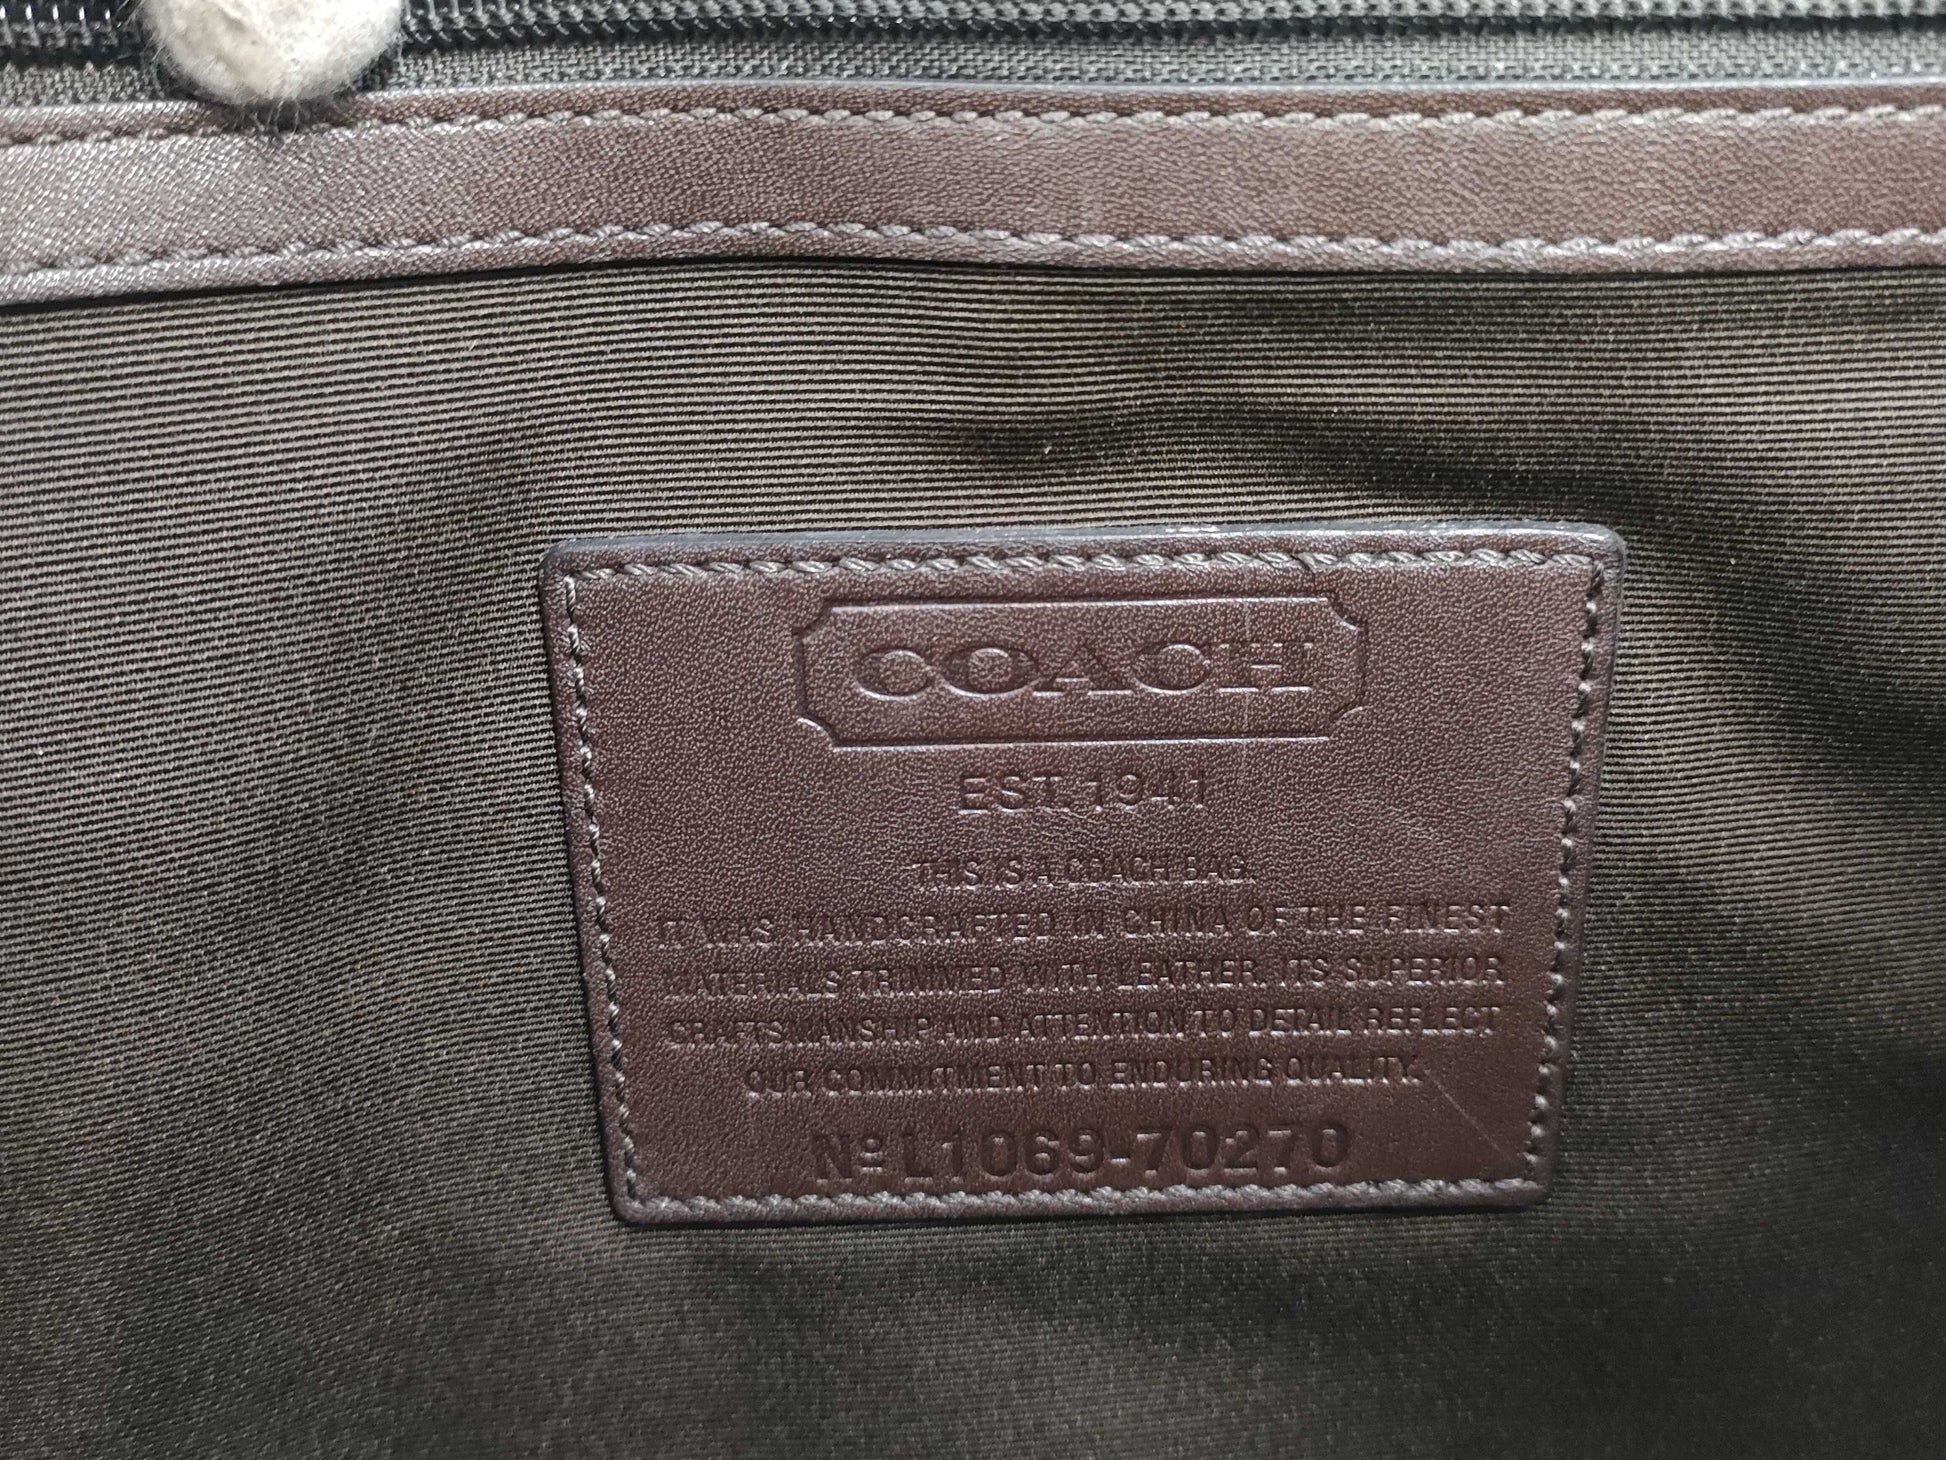 COACH
EST. 1941
THIS IS A COACH BAG.
IT WAS HANDCRAFTED IN CHINA OF THE FINEST
MATERIALS TRIMMED WITH LEATHER. ITS SUPERIOR
CRAFTSMANSHIP AND ATTENTION TO DETAIL REFLECT
OUR COMMITMENT TO ENDURING QUALITY.
Nº L1069-70270